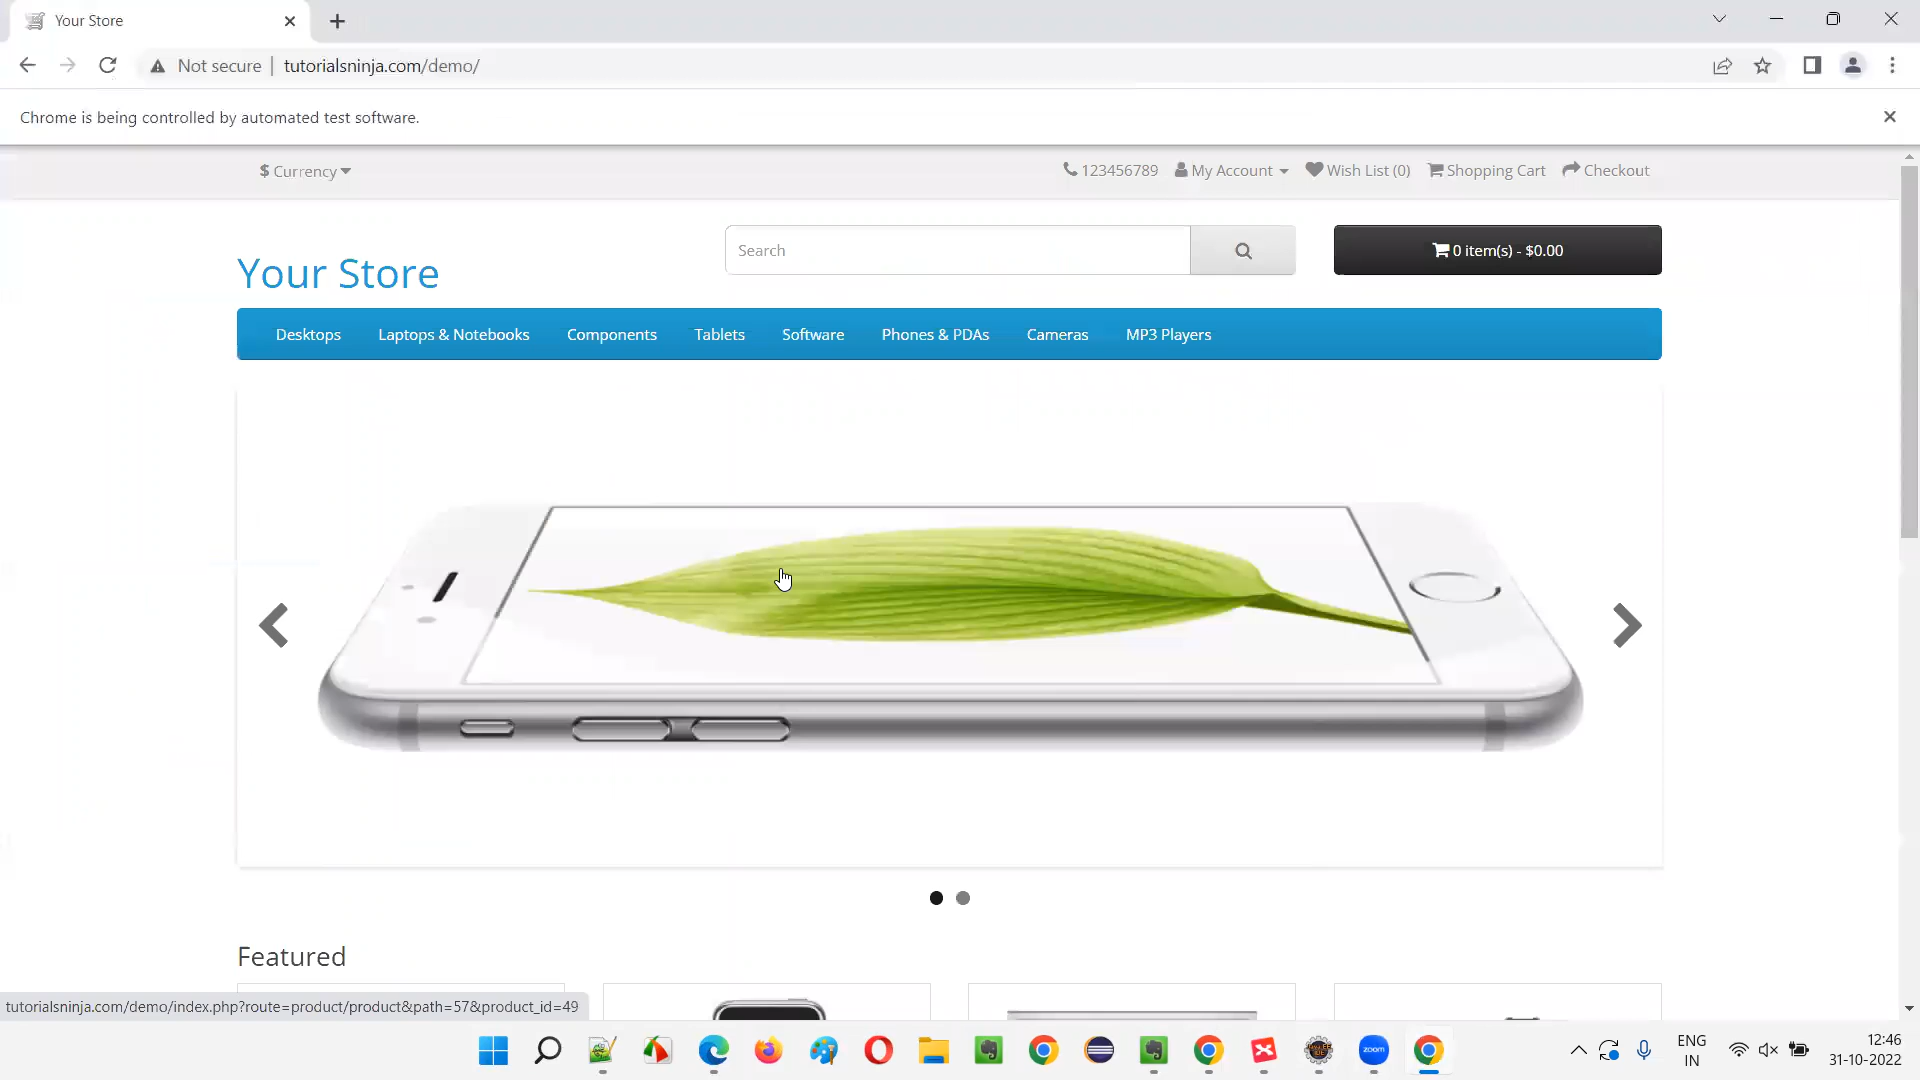 Your Store
Not secure
tutorialsninja.com/demo/
Chrome is being controlled by automated test software.
$ Currency
123456789
My Account
Wish List (0)
Shopping Cart
Checkout
Your Store
Search
0 item(s) - $0.00
Desktops
Laptops & Notebooks
Components
Tablets
Software
Phones & PDAs
Cameras
MP3 Players
Featured
tutorialsninja.com/demo/index.php?route=product/product&path=57&product_id=49
zoom
ENG
IN
12:46
31-10-2022